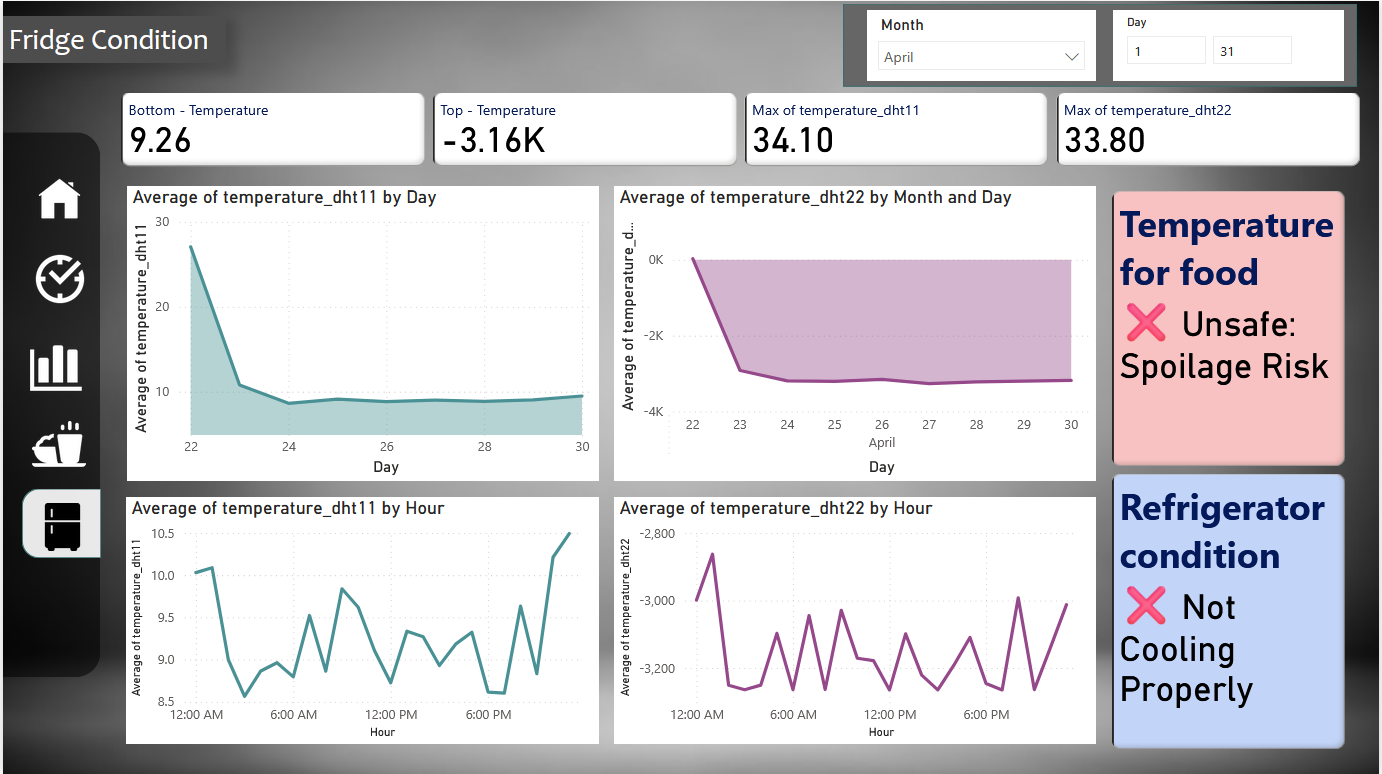 Fridge Condition
Month
April
Day
1
31
Bottom - Temperature
9.26
Top - Temperature
-3.16K
Max of temperature_dht11
34.10
Max of temperature_dht22
33.80
Average of temperature_dht11 by Day
Average of temperature_dht11
30
20
10
22
24
26
28
30
Day
Average of temperature_dht22 by Month and Day
Average of temperature_d...
0K
-2K
-4K
22
23
24
25
26
27
28
29
30
April
Day
Temperature
for food
❌ Unsafe:
Spoilage Risk
Average of temperature_dht11 by Hour
Average of temperature_dht11
10.5
10.0
9.5
9.0
8.5
12:00 AM
6:00 AM
12:00 PM
6:00 PM
Hour
Average of temperature_dht22 by Hour
Average of temperature_dht22
-2,800
-3,000
-3,200
12:00 AM
6:00 AM
12:00 PM
6:00 PM
Hour
Refrigerator
condition
❌ Not
Cooling
Properly